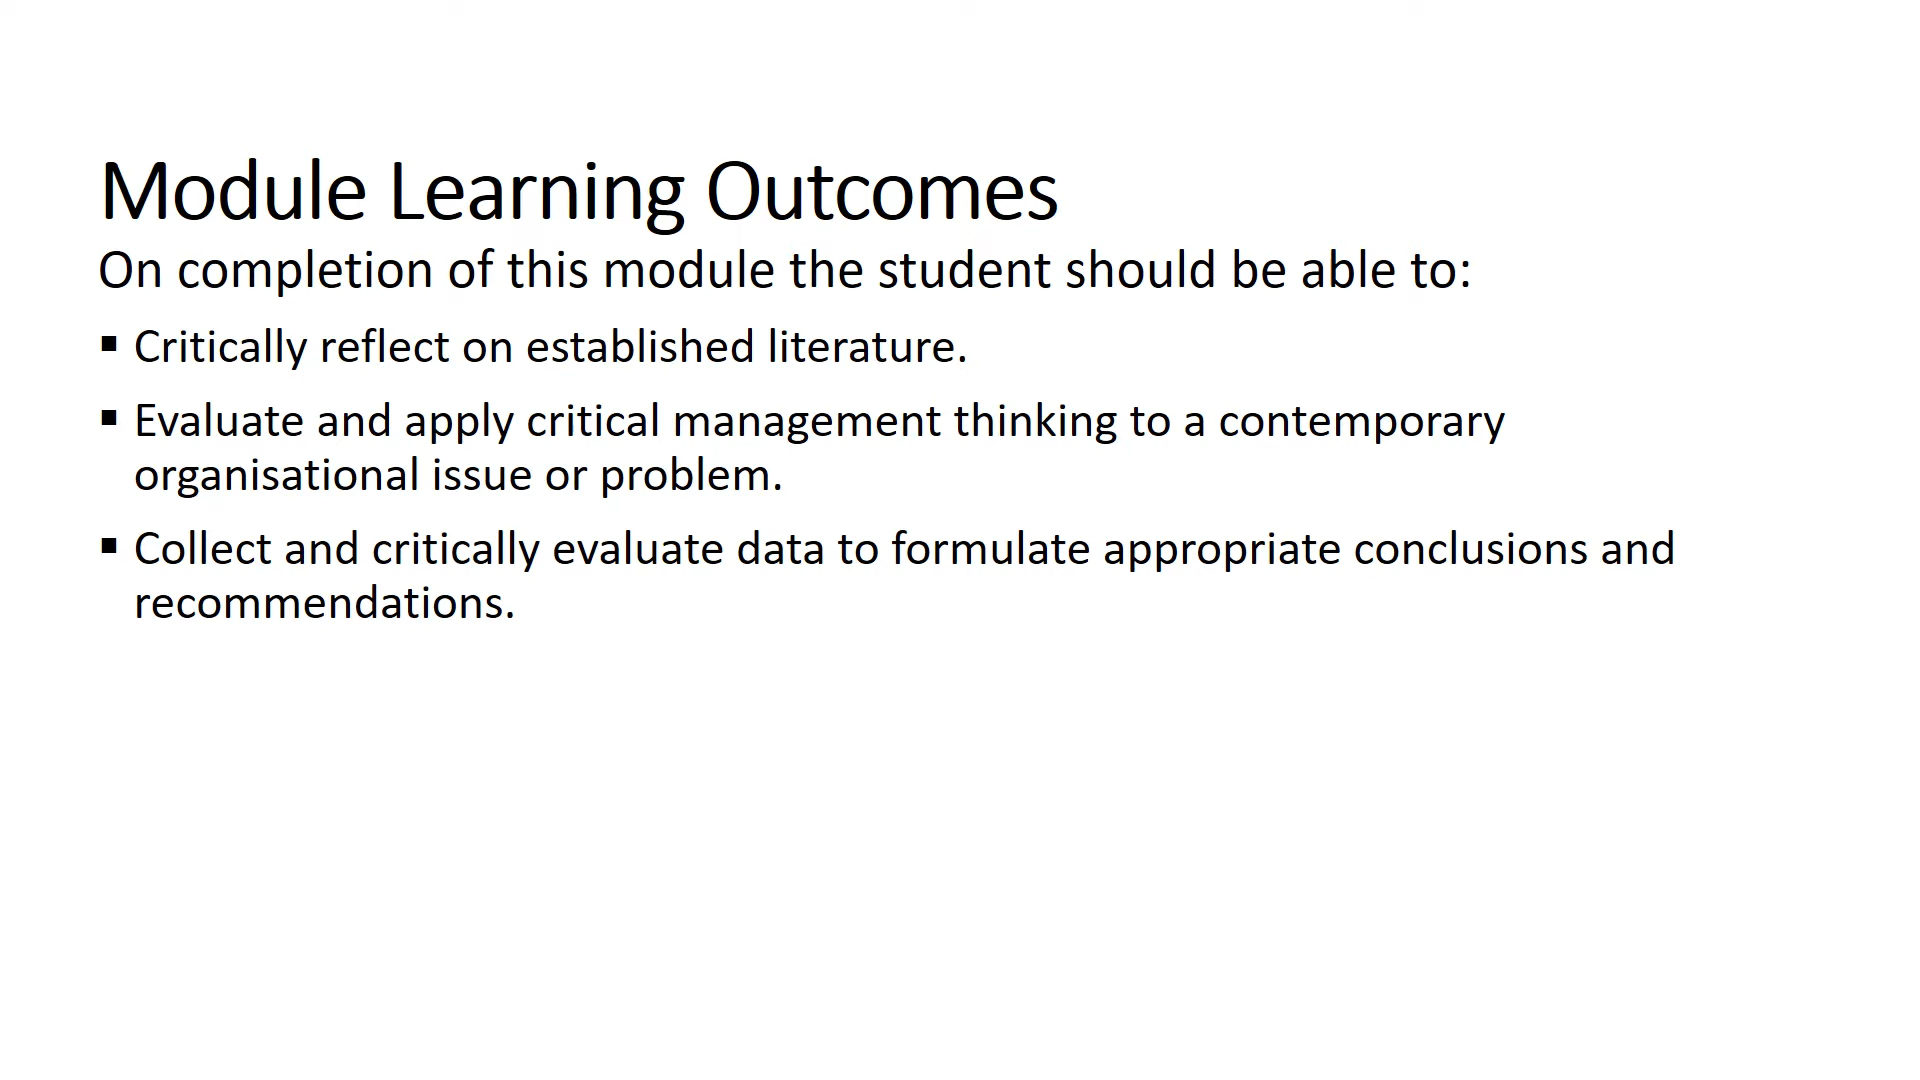 Module Learning Outcomes
On completion of this module the student should be able to:
▪ Critically reflect on established literature.
▪ Evaluate and apply critical management thinking to a contemporary
organisational issue or problem.
▪ Collect and critically evaluate data to formulate appropriate conclusions and
recommendations.